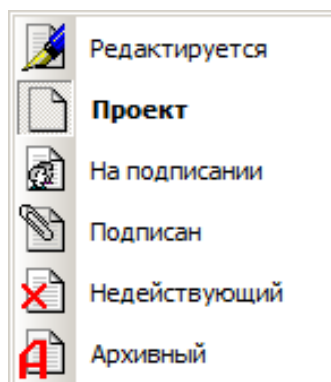 Редактируется
Проект
На подписании
Подписан
Недействующий
Архивный